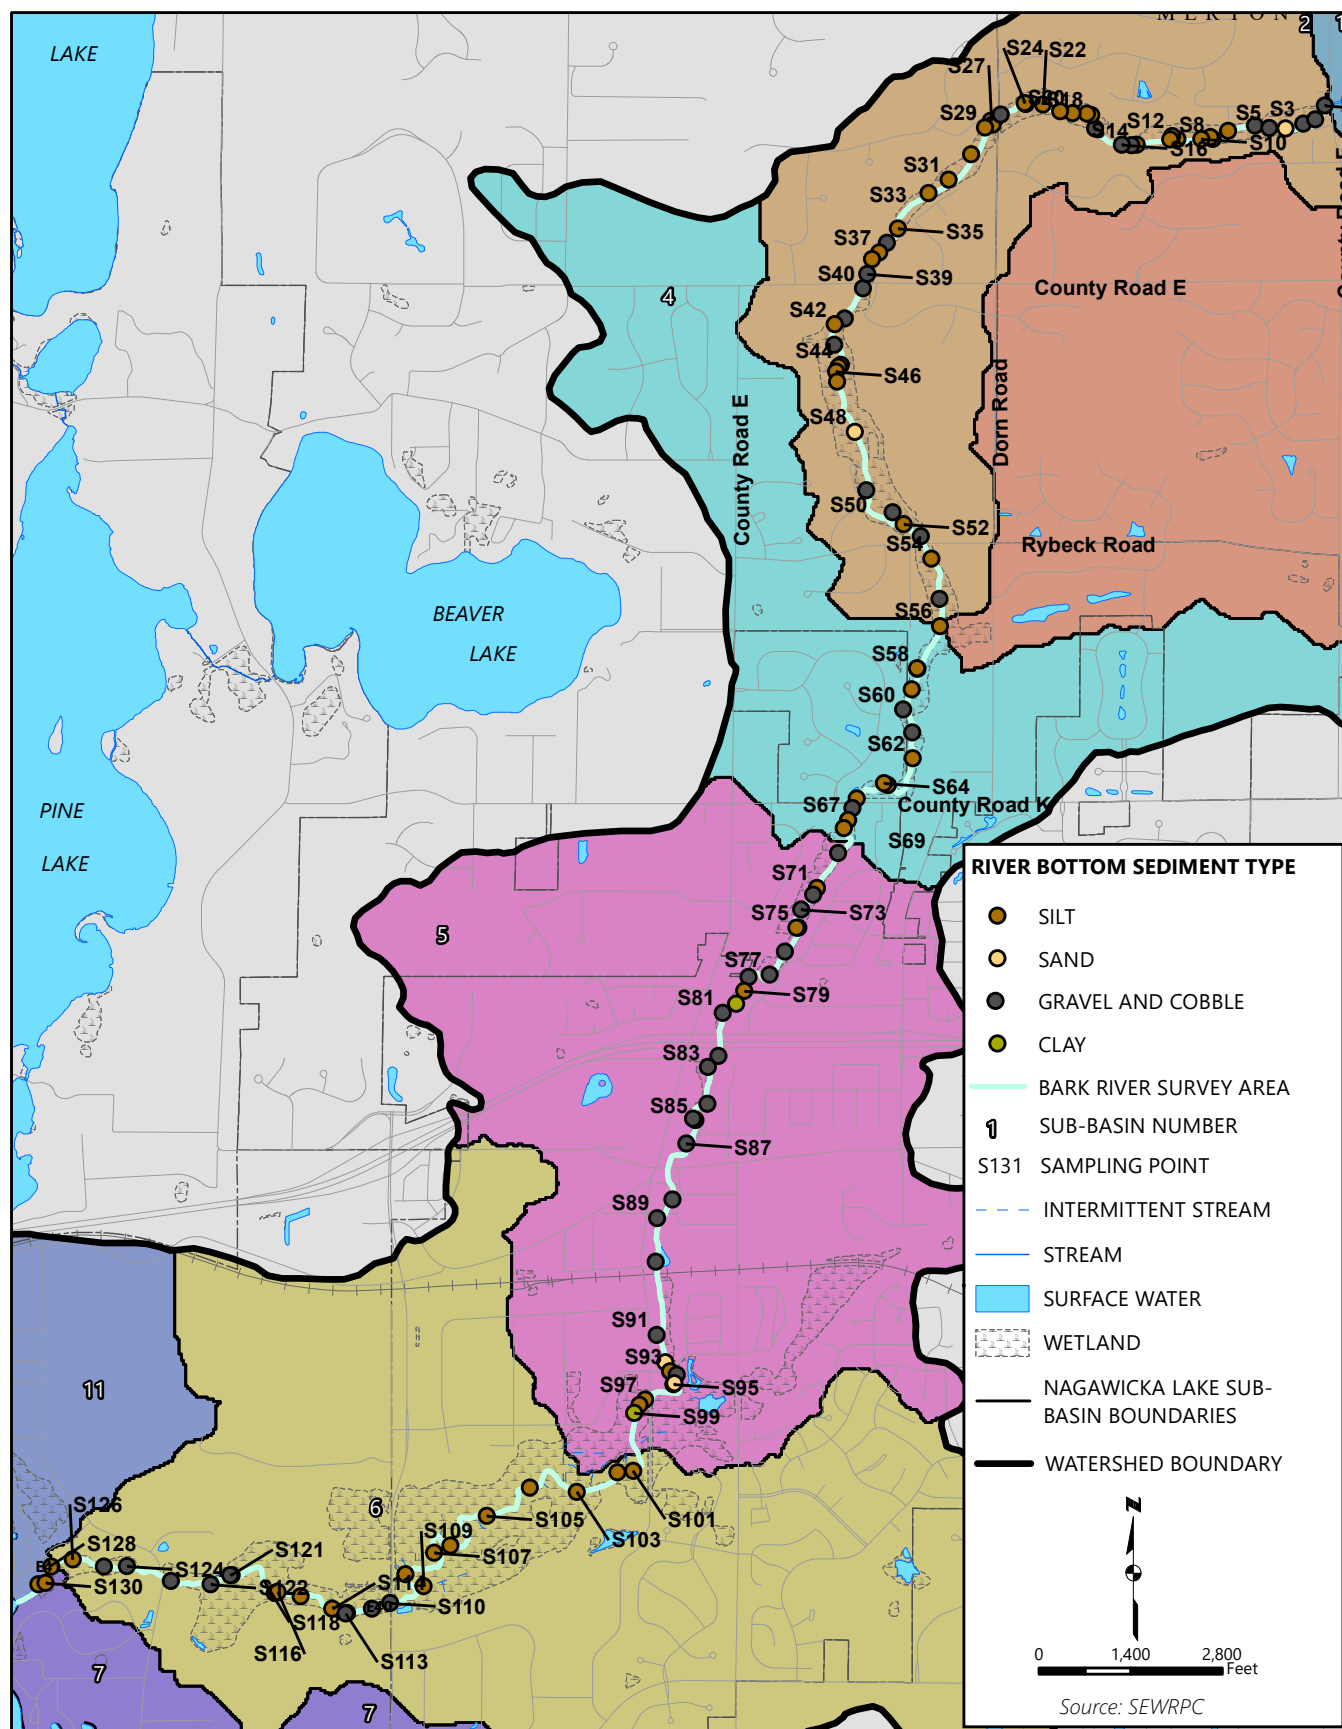 MERTON
2
1
LAKE
S24
S22
S27
S20
S18
S29
S12
S14
S16
S8
S10
S5
S3
S31
S33
S35
S37
S40
S39
4
County Road E
S42
S44
S46
County Road E
Dorn Road
S48
S50
S52
S54
Rybeck Road
BEAVER
LAKE
S56
S58
S60
S62
S64
PINE
LAKE
S67
County Road K
S69
S71
S75
S73
5
S77
S79
S81
S83
S85
S87
S89
S91
S93
S95
S97
S99
11
6
S126
S109
S105
S103
S101
S128
S124
S121
S107
S130
S122
S114
S110
S118
S116
S113
7
7
RIVER BOTTOM SEDIMENT TYPE
SILT
SAND
GRAVEL AND COBBLE
CLAY
BARK RIVER SURVEY AREA
1 SUB-BASIN NUMBER
S131 SAMPLING POINT
INTERMITTENT STREAM
STREAM
SURFACE WATER
WETLAND
NAGAWICKA LAKE SUB-
BASIN BOUNDARIES
WATERSHED BOUNDARY
N
0 1,400 2,800
Feet
Source: SEWRPC